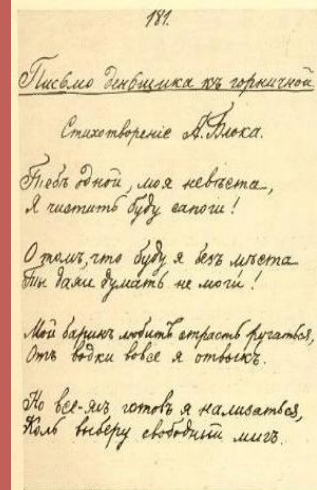 181.
Письмо деньщика къ горничной
Стихотвореніе А. Блока.
Тебѣ одной, моя невѣста,
Я чистить буду сапоги!
О томъ, что буду я безъ мѣста
Ты даже думать не моги!
Мой баринъ любитъ страсть ругаться,
Отъ водки вовсе я отвыкъ.
Но все-жъ готовъ я нализаться,
Коль выберу свободный мигъ.